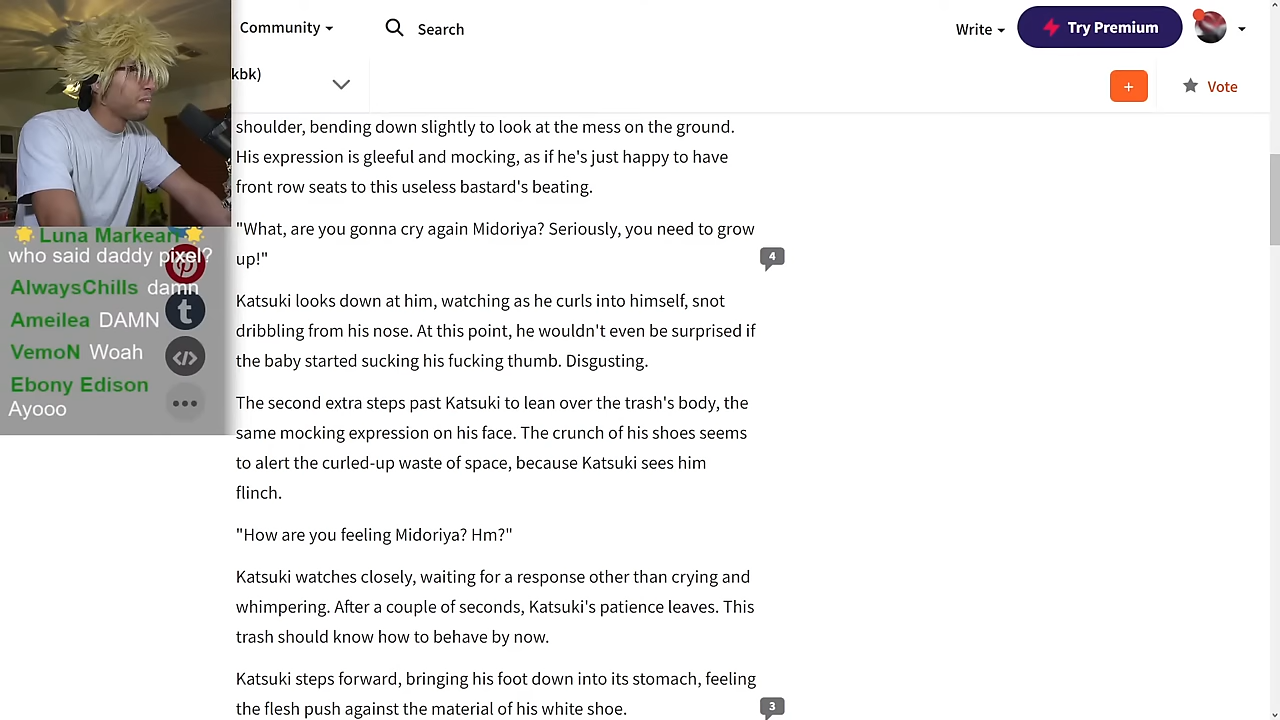 Community
Search
Write
Try Premium
kbk)
+
Vote
shoulder, bending down slightly to look at the mess on the ground.
His expression is gleeful and mocking, as if he's just happy to have
front row seats to this useless bastard's beating.
"What, are you gonna cry again Midoriya? Seriously, you need to grow
up!"
4
Katsuki looks down at him, watching as he curls into himself, snot
dribbling from his nose. At this point, he wouldn't even be surprised if
the baby started sucking his fucking thumb. Disgusting.
The second extra steps past Katsuki to lean over the trash's body, the
same mocking expression on his face. The crunch of his shoes seems
to alert the curled-up waste of space, because Katsuki sees him
flinch.
"How are you feeling Midoriya? Hm?"
Katsuki watches closely, waiting for a response other than crying and
whimpering. After a couple of seconds, Katsuki's patience leaves. This
trash should know how to behave by now.
Katsuki steps forward, bringing his foot down into its stomach, feeling
the flesh push against the material of his white shoe.
3
Luna Markean
who said daddy pixel?
AlwaysChills damn
Ameilea DAMN
VemoN Woah
Ebony Edison
Ayooo